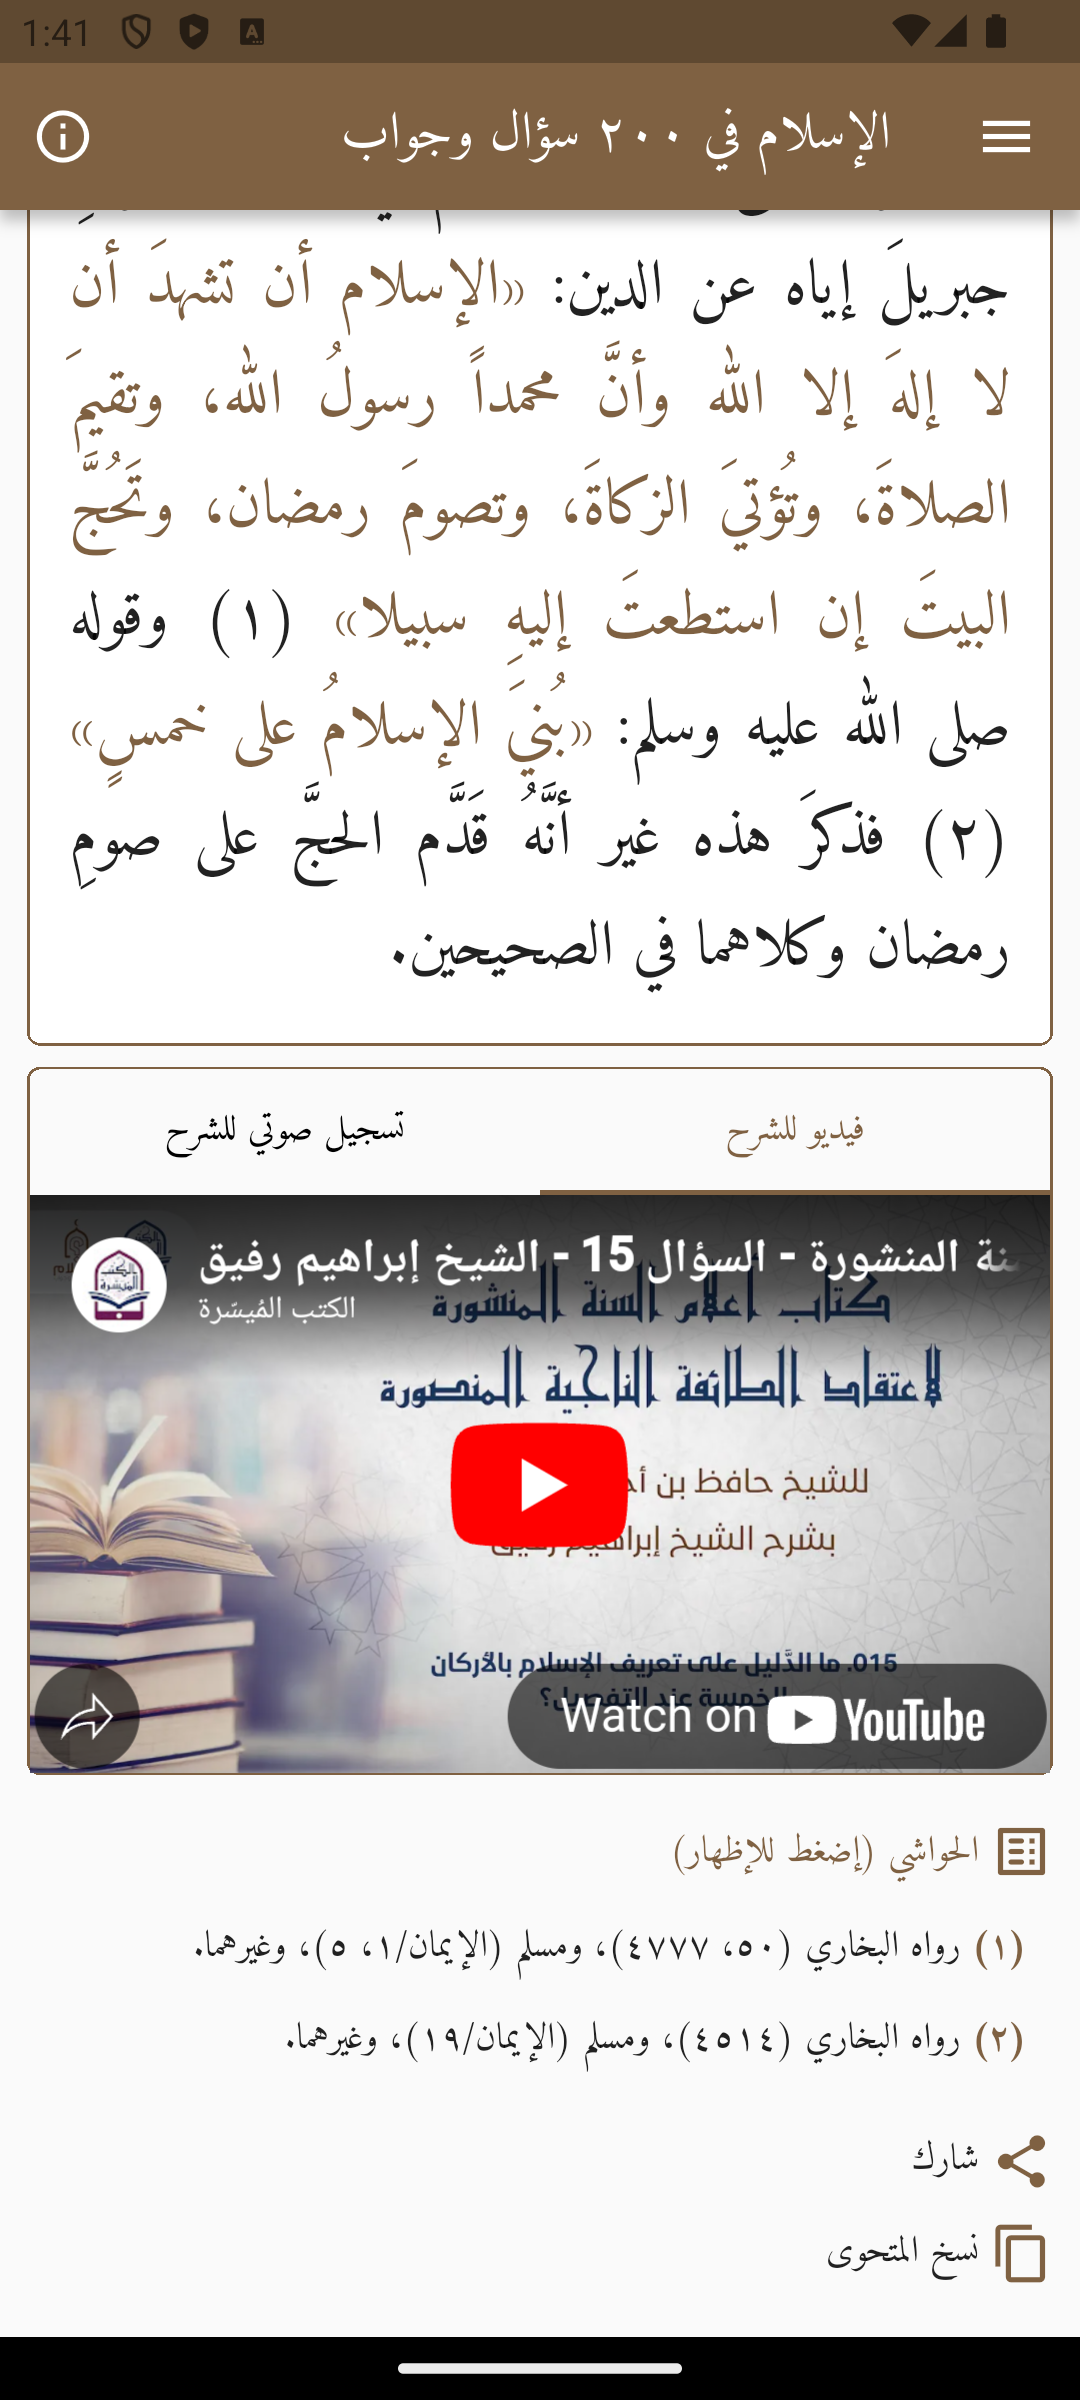 1:41
الإسلام في ٢٠٠ سؤال وجواب
جبريلَ إياه عن الدين: «الإسلام أن تشهدَ أن
لا إلهَ إلا الله وأنَّ محمداً رسولُ الله، وتقيمَ
الصلاةَ، وتُؤتيَ الزكاةَ، وتصومَ رمضان، وتَحُجَّ
البيتَ إن استطعتَ إليهِ سبيلا» (١) وقوله
صلى الله عليه وسلم: «بُنيَ الإسلامُ على خمسٍ»
(٢) فذكرَ هذه غير أنَّهُ قَدَّم الحجَّ على صومِ
رمضان وكلاهما في الصحيحين.
فيديو للشرح
تسجيل صوتي للشرح
المنشورة - السؤال 15 - الشيخ إبراهيم رفيق
الكتب المُيسّرة
كتاب اعلام السنة المنشورة
لاعتقاد الطائفة الناجية المنصورة
للشيخ حافظ بن
بشرح الشيخ إبراهيم رفيق
015. ما الدَّليل على تعريف الإسلام بالأركان
الخمسة عند التفصيل؟
Watch on YouTube
الحواشي (إضغط للإظهار)
(١) رواه البخاري (٥٠، ٤٧٧٧)، ومسلم (الإيمان/١، ٥)، وغيرهما.
(٢) رواه البخاري (٤٥١٤)، ومسلم (الإيمان/١٩)، وغيرهما.
شارك
نسخ المتحوى